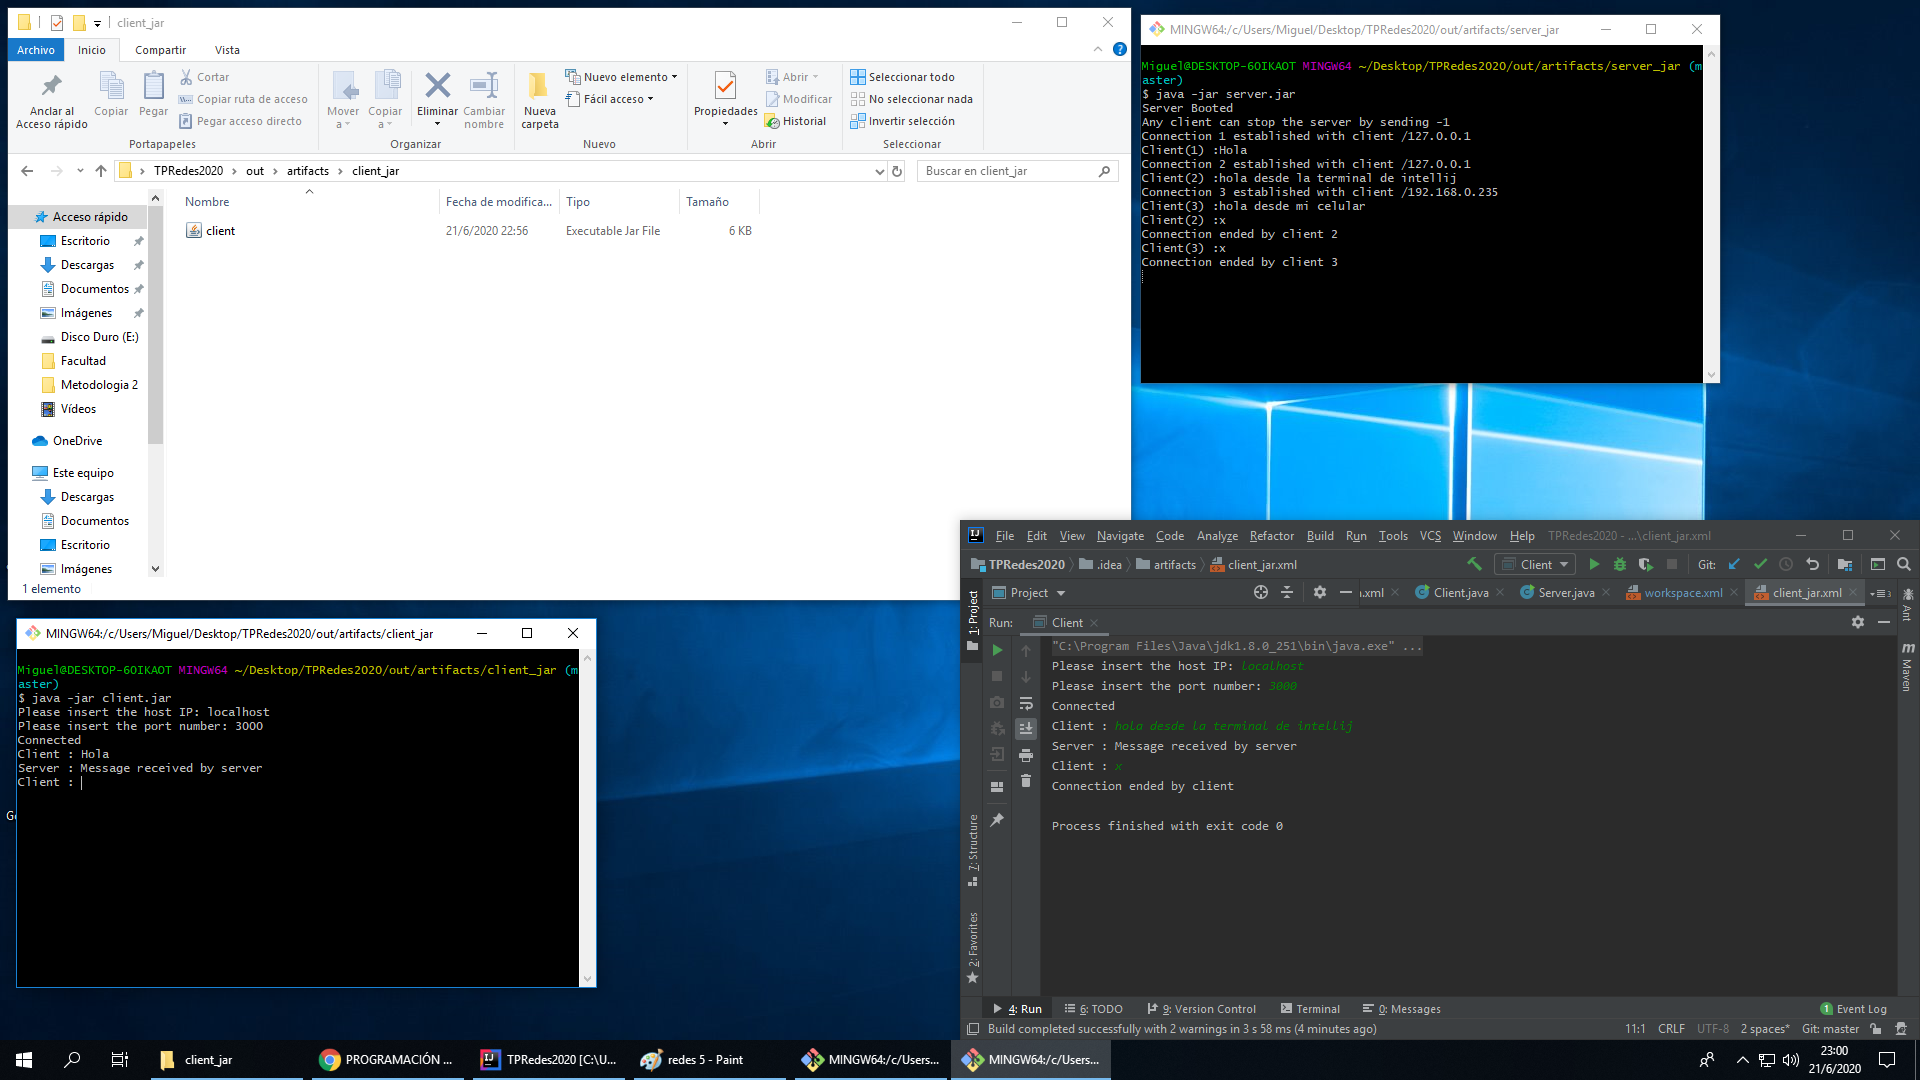 client_jar
Archivo Inicio Compartir Vista
Anclar al Acceso rápido
Copiar
Pegar
Cortar
Copiar ruta de acceso
Pegar acceso directo
Portapapeles
Mover a
Copiar a
Eliminar
Cambiar nombre
Organizar
Nueva carpeta
Nuevo elemento
Fácil acceso
Nuevo
Propiedades
Abrir
Modificar
Historial
Abrir
Seleccionar todo
No seleccionar nada
Invertir selección
Seleccionar
TPRedes2020 > out > artifacts > client_jar
Buscar en client_jar
Nombre Fecha de modifica... Tipo Tamaño
client 21/6/2020 22:56 Executable Jar File 6 KB
Acceso rápido
Escritorio
Descargas
Documentos
Imágenes
Disco Duro (E:)
Facultad
Metodologia 2
Vídeos
OneDrive
Este equipo
Descargas
Documentos
Escritorio
Imágenes
1 elemento
MINGW64:/c/Users/Miguel/Desktop/TPRedes2020/out/artifacts/server_jar
Miguel@DESKTOP-6OIKAOT MINGW64 ~/Desktop/TPRedes2020/out/artifacts/server_jar (m
aster)
$ java -jar server.jar
Server Booted
Any client can stop the server by sending -1
Connection 1 established with client /127.0.0.1
Client(1) :Hola
Connection 2 established with client /127.0.0.1
Client(2) :hola desde la terminal de intellij
Connection 3 established with client /192.168.0.235
Client(3) :hola desde mi celular
Client(2) :x
Connection ended by client 2
Client(3) :x
Connection ended by client 3
MINGW64:/c/Users/Miguel/Desktop/TPRedes2020/out/artifacts/client_jar
Miguel@DESKTOP-6OIKAOT MINGW64 ~/Desktop/TPRedes2020/out/artifacts/client_jar (m
aster)
$ java -jar client.jar
Please insert the host IP: localhost
Please insert the port number: 3000
Connected
Client : Hola
Server : Message received by server
Client :
File Edit View Navigate Code Analyze Refactor Build Run Tools VCS Window Help TPRedes2020 - ...\client_jar.xml
TPRedes2020 .idea artifacts client_jar.xml Client Git:
Project ).xml Client.java Server.java workspace.xml client_jar.xml
Run: Client
1: Project
7: Structure
2: Favorites
Ant
Maven
"C:\Program Files\Java\jdk1.8.0_251\bin\java.exe" ...
Please insert the host IP: localhost
Please insert the port number: 3000
Connected
Client : hola desde la terminal de intellij
Server : Message received by server
Client : x
Connection ended by client
Process finished with exit code 0
4: Run 6: TODO 9: Version Control Terminal 0: Messages 1 Event Log
Build completed successfully with 2 warnings in 3 s 58 ms (4 minutes ago) 11:1 CRLF UTF-8 2 spaces* Git: master
client_jar
PROGRAMACIÓN ...
TPRedes2020 [C:\U...
redes 5 - Paint
MINGW64:/c/Users...
MINGW64:/c/Users...
23:00
21/6/2020